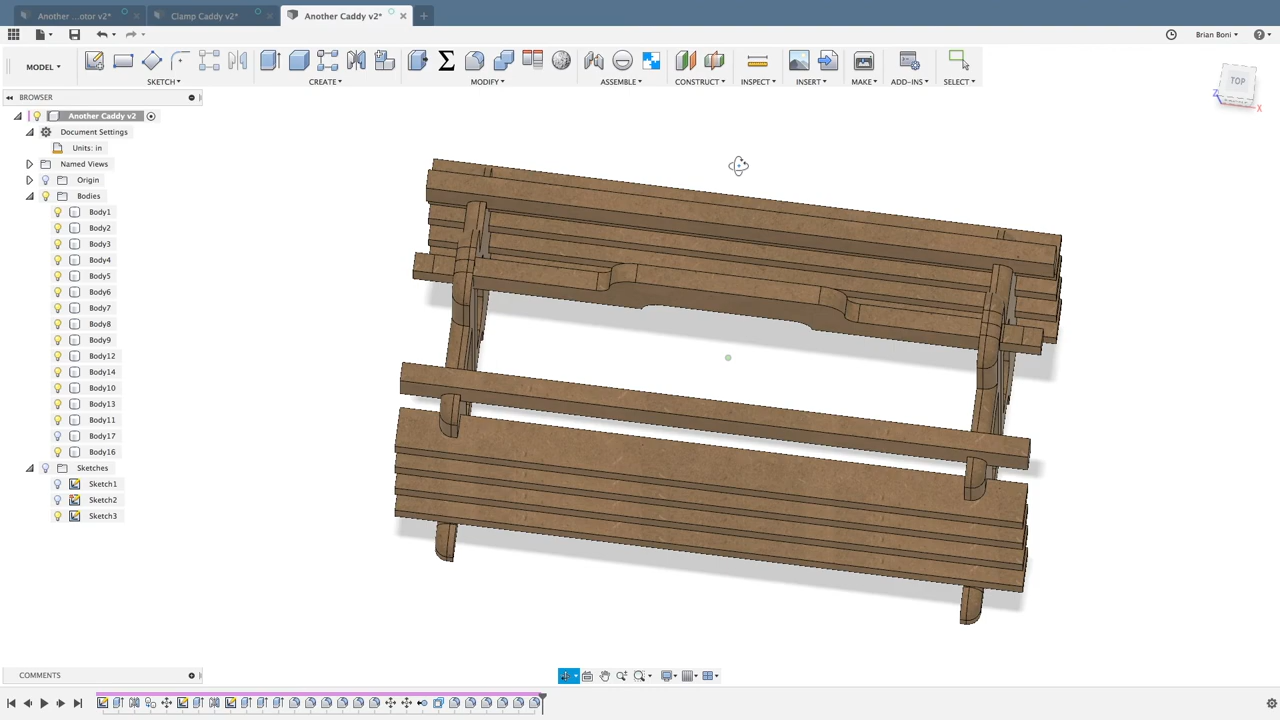 Another ...otor v2*
Clamp Caddy v2*
Another Caddy v2*
Brian Boni
MODEL
SKETCH
CREATE
MODIFY
ASSEMBLE
CONSTRUCT
INSPECT
INSERT
MAKE
ADD-INS
SELECT
TOP
Z
X
BROWSER
Another Caddy v2
Document Settings
Units: in
Named Views
Origin
Bodies
Body1
Body2
Body3
Body4
Body5
Body6
Body7
Body8
Body9
Body12
Body14
Body10
Body13
Body11
Body17
Body16
Sketches
Sketch1
Sketch2
Sketch3
COMMENTS